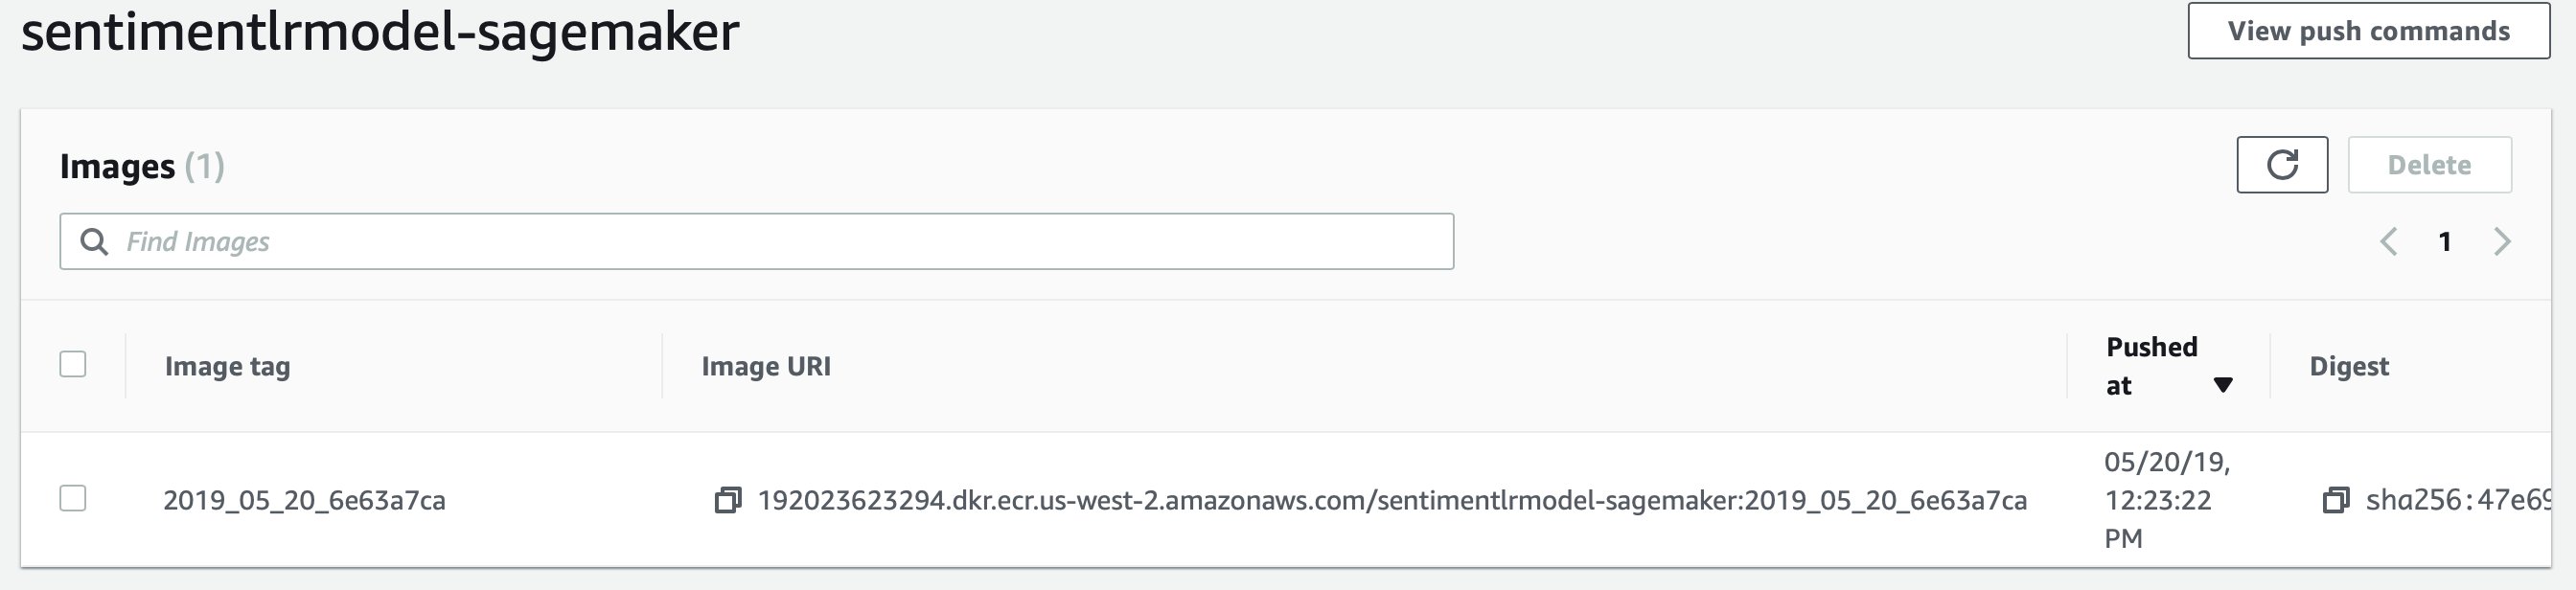 sentimentlrmodel-sagemaker
View push commands
Images (1)
Delete
Find Images
1
Image tag
Image URI
Pushed
at
Digest
2019_05_20_6e63a7ca
192023623294.dkr.ecr.us-west-2.amazonaws.com/sentimentlrmodel-sagemaker:2019_05_20_6e63a7ca
05/20/19,
12:23:22
PM
sha256:47e69